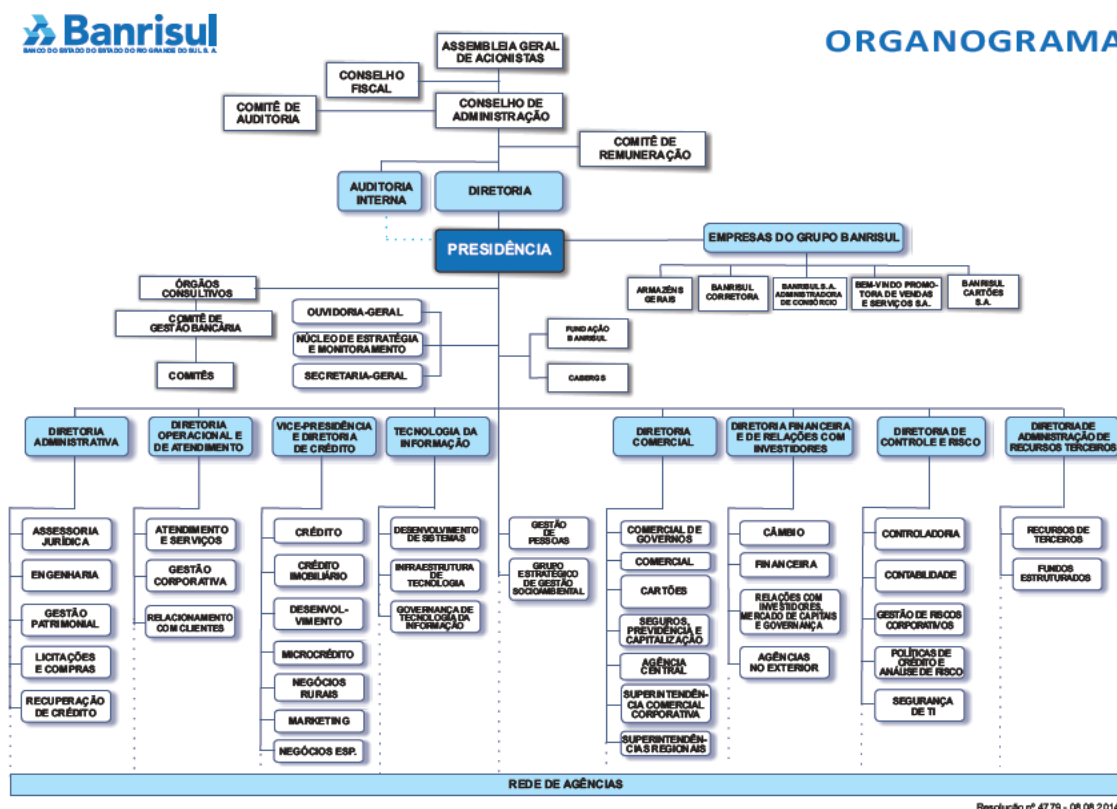 Banrisul
BANCO DO ESTADO DO ESTADO DO RIO GRANDE DO SUL S. A.
ORGANOGRAMA
ASSEMBLEIA GERAL
DE ACIONISTAS
CONSELHO
FISCAL
COMITÊ DE
AUDITORIA
CONSELHO DE
ADMINISTRAÇÃO
COMITÊ DE
REMUNERAÇÃO
AUDITORIA
INTERNA
DIRETORIA
PRESIDÊNCIA
EMPRESAS DO GRUPO BANRISUL
ARMAZÉNS
GERAIS
BANRISUL
CORRETORA
BANRISUL S.A.
ADMINISTRADORA
DE CONSÓRCIO
BEM-VINDO PROMO-
TORA DE VENDAS
E SERVIÇOS S.A.
BANRISUL
CARTÕES
S.A.
ÓRGÃOS
CONSULTIVOS
COMITÊ DE
GESTÃO BANCÁRIA
COMITÊS
OUVIDORIA-GERAL
NÚCLEO DE ESTRATÉGIA
E MONITORAMENTO
SECRETARIA-GERAL
FUNDAÇÃO
BANRISUL
CABERGS
DIRETORIA
ADMINISTRATIVA
DIRETORIA
OPERACIONAL E
DE ATENDIMENTO
VICE-PRESIDÊNCIA
E DIRETORIA
DE CRÉDITO
TECNOLOGIA DA
INFORMAÇÃO
DIRETORIA
COMERCIAL
DIRETORIA FINANCEIRA
E DE RELAÇÕES COM
INVESTIDORES
DIRETORIA DE
CONTROLE E RISCO
DIRETORIA DE
ADMINISTRAÇÃO DE
RECURSOS TERCEIROS
ASSESSORIA
JURÍDICA
ENGENHARIA
GESTÃO
PATRIMONIAL
LICITAÇÕES
E COMPRAS
RECUPERAÇÃO
DE CRÉDITO
ATENDIMENTO
E SERVIÇOS
GESTÃO
CORPORATIVA
RELACIONAMENTO
COM CLIENTES
CRÉDITO
CRÉDITO
IMOBILIÁRIO
DESENVOL-
VIMENTO
MICROCRÉDITO
NEGÓCIOS
RURAIS
MARKETING
NEGÓCIOS ESP.
DESENVOLVIMENTO
DE SISTEMAS
INFRAESTRUTURA
DE
TECNOLOGIA
GOVERNANÇA DE
TECNOLOGIA DA
INFORMAÇÃO
GESTÃO
DE
PESSOAS
GRUPO
ESTRATÉGICO
DE GESTÃO
SOCIOAMBIENTAL
COMERCIAL DE
GOVERNOS
COMERCIAL
CARTÕES
SEGUROS,
PREVIDÊNCIA E
CAPITALIZAÇÃO
AGÊNCIA
CENTRAL
SUPERINTENDÊN-
CIA COMERCIAL
CORPORATIVA
SUPERINTENDÊN-
CIAS REGIONAIS
CÂMBIO
FINANCEIRA
RELAÇÕES COM
INVESTIDORES,
MERCADO DE CAPITAIS
E GOVERNANÇA
AGÊNCIAS
NO EXTERIOR
CONTROLADORIA
CONTABILIDADE
GESTÃO DE RISCOS
CORPORATIVOS
POLÍTICAS DE
CRÉDITO E
ANÁLISE DE RISCO
SEGURANÇA
DE TI
RECURSOS DE
TERCEIROS
FUNDOS
ESTRUTURADOS
REDE DE AGÊNCIAS
Resolução nº 4779 - 08.08.2014